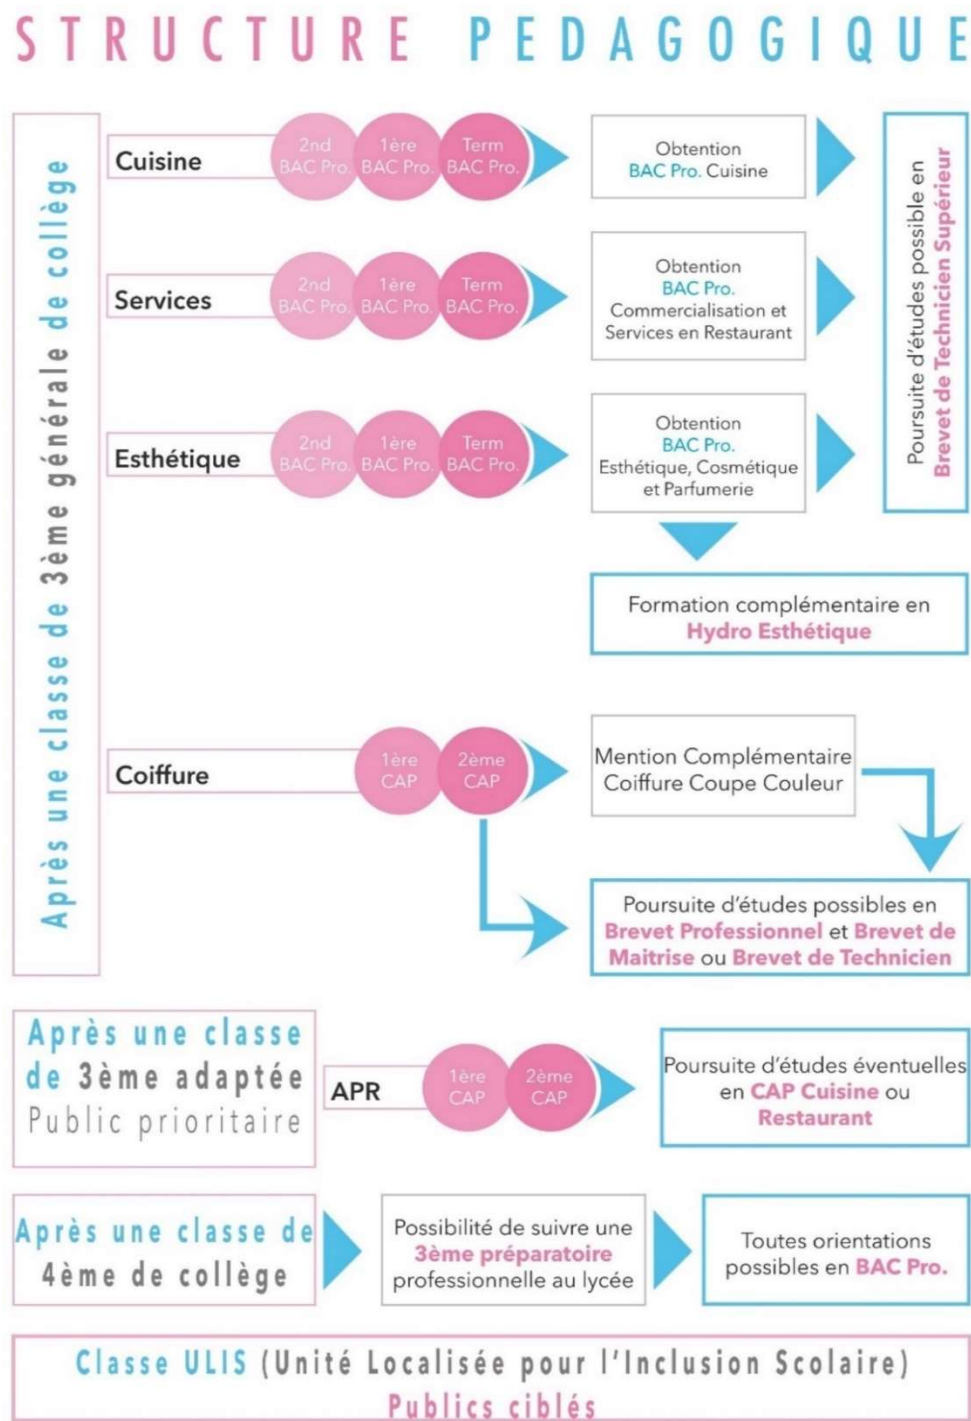 STRUCTURE PEDAGOGIQUE
Après une classe de 3ème générale de collège
Cuisine
2nd
BAC Pro.
1ère
BAC Pro.
Term
BAC Pro.
Obtention
BAC Pro. Cuisine
Services
2nd
BAC Pro.
1ère
BAC Pro.
Term
BAC Pro.
Obtention
BAC Pro.
Commercialisation et
Services en Restaurant
Esthétique
2nd
BAC Pro.
1ère
BAC Pro.
Term
BAC Pro.
Obtention
BAC Pro.
Esthétique, Cosmétique
et Parfumerie
Poursuite d'études possible en
Brevet de Technicien Supérieur
Formation complémentaire en
Hydro Esthétique
Coiffure
1ère
CAP
2ème
CAP
Mention Complémentaire
Coiffure Coupe Couleur
Poursuite d'études possibles en
Brevet Professionnel et Brevet de
Maitrise ou Brevet de Technicien
Après une classe
de 3ème adaptée
Public prioritaire
APR
1ère
CAP
2ème
CAP
Poursuite d'études éventuelles
en CAP Cuisine ou
Restaurant
Après une classe de
4ème de collège
Possibilité de suivre une
3ème préparatoire
professionnelle au lycée
Toutes orientations
possibles en BAC Pro.
Classe ULIS (Unité Localisée pour l'Inclusion Scolaire)
Publics ciblés